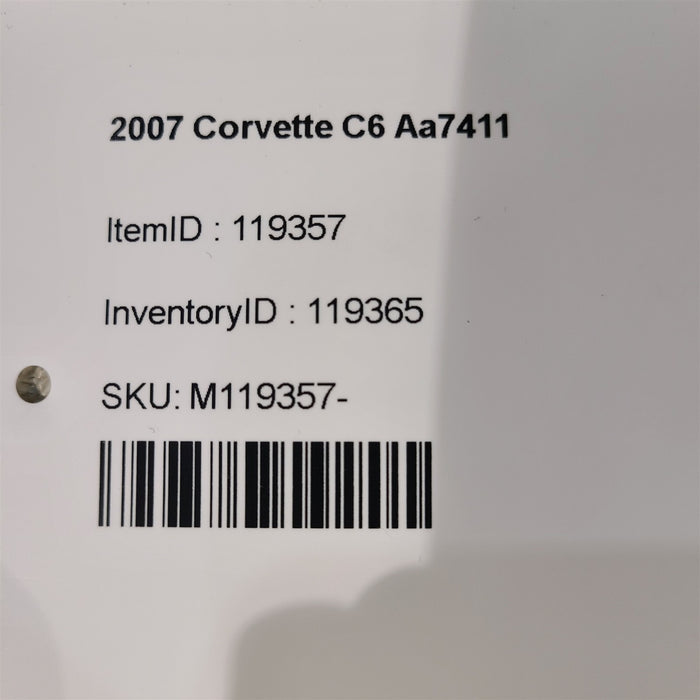 2007 Corvette C6 Aa7411
ItemID : 119357
InventoryID : 119365
SKU: M119357-